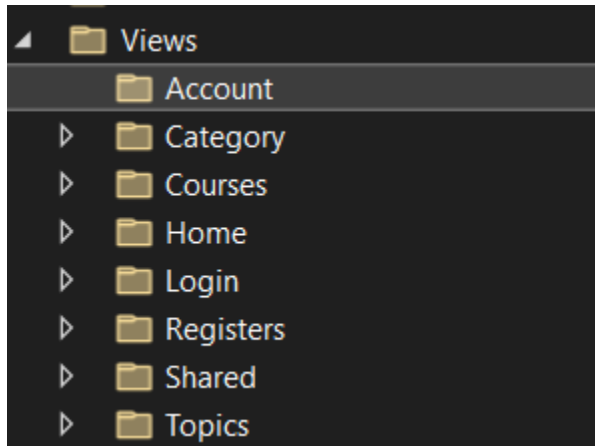 Views
Account
Category
Courses
Home
Login
Registers
Shared
Topics